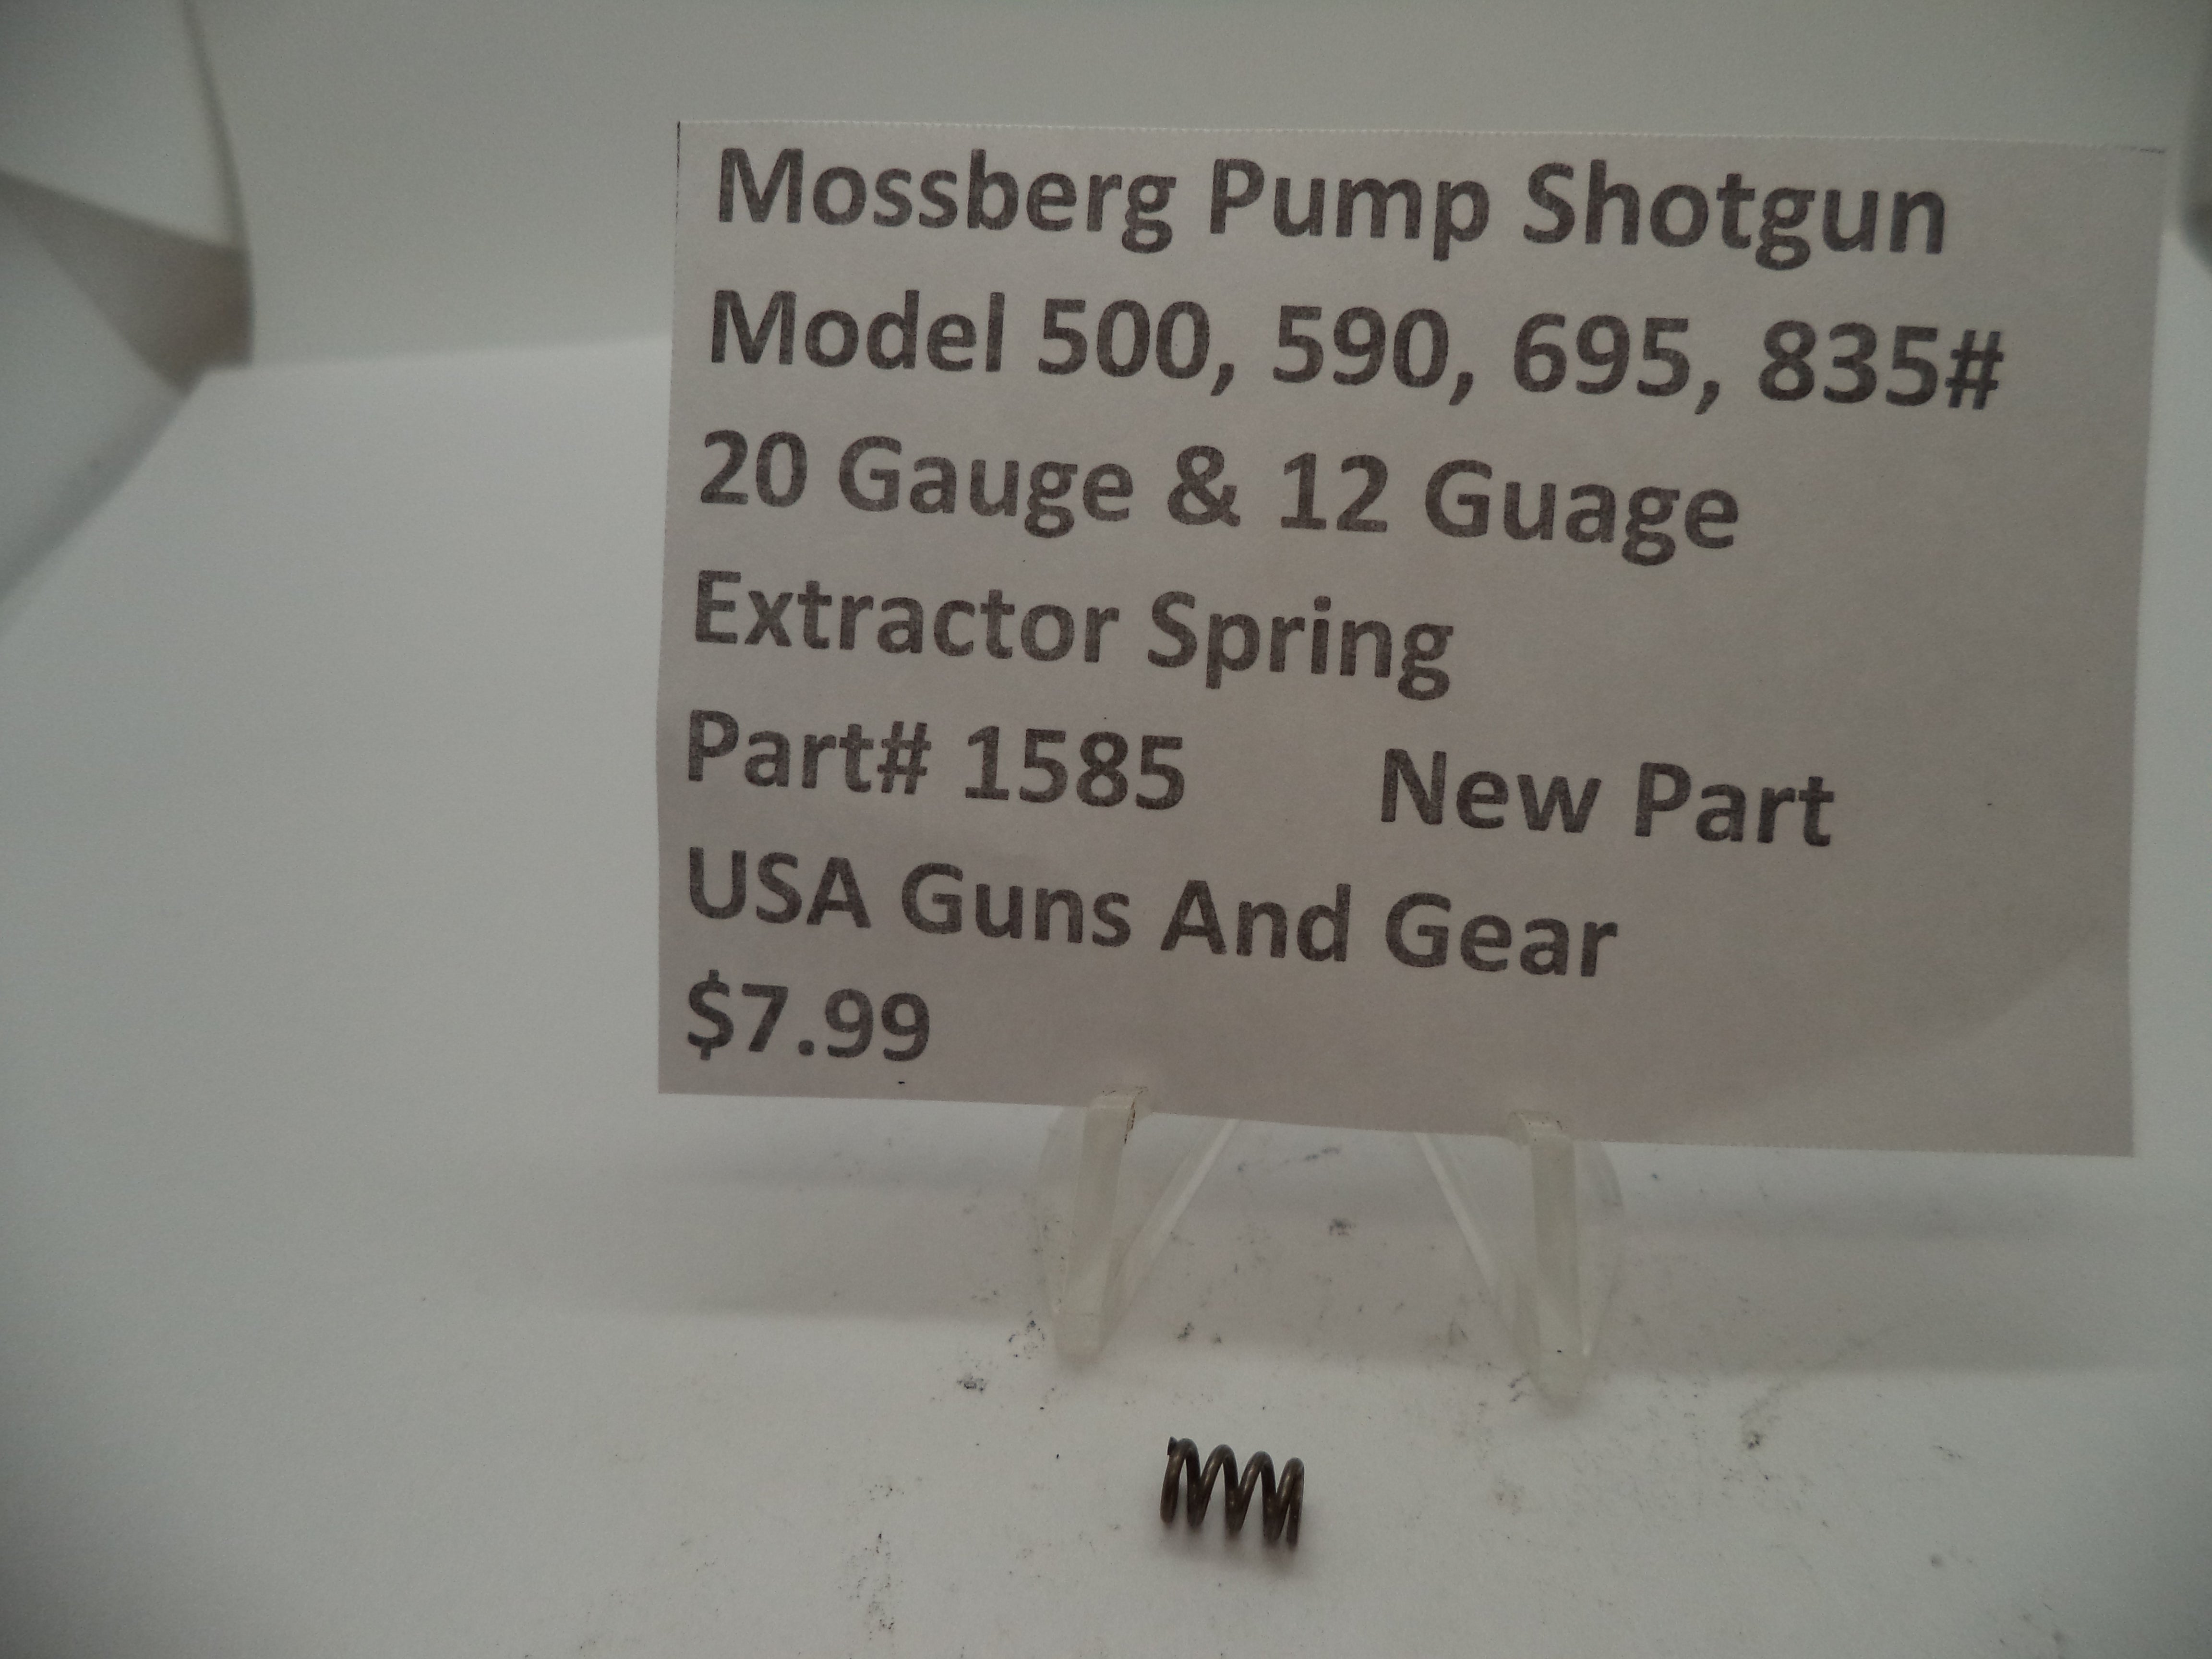 Mossberg Pump Shotgun
Model 500, 590, 695, 835#
20 Gauge & 12 Guage
Extractor Spring
Part# 1585 New Part
USA Guns And Gear
$7.99